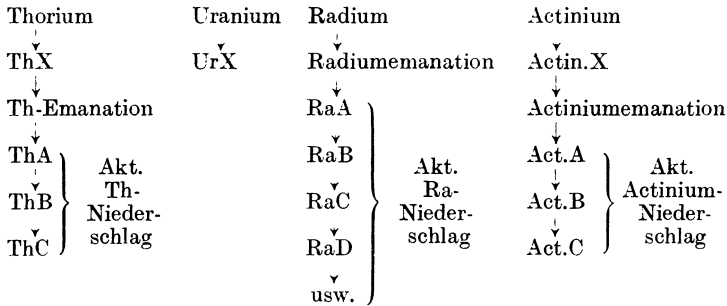 Thorium Uranium Radium Actinium
ThX UrX Radiumemanation Actin.X
Th-Emanation RaA Actiniumemanation
ThA RaB Act.A
Akt. Akt. Akt.
Th- Ra- Actinium-
ThB RaC Act.B
Nieder- Nieder- Nieder-
schlag schlag schlag
ThC RaD Act.C
usw.